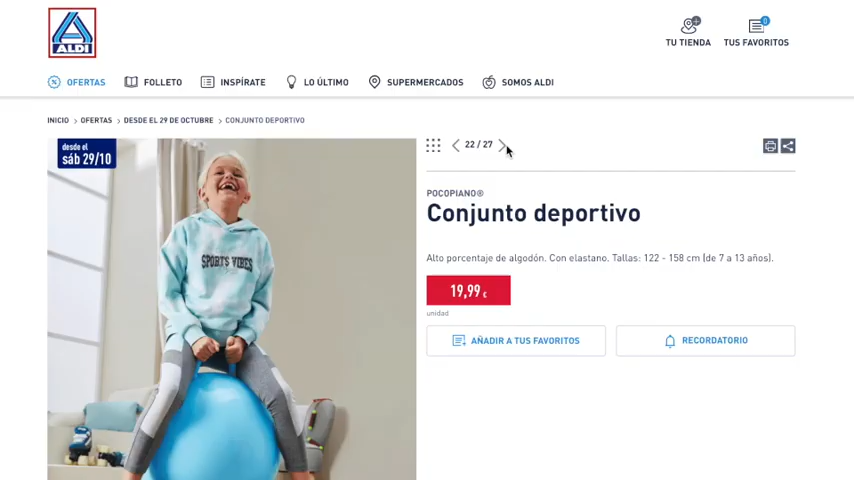 ALDI
TU TIENDA
0
TUS FAVORITOS
OFERTAS
FOLLETO
INSPÍRATE
LO ÚLTIMO
SUPERMERCADOS
SOMOS ALDI
INICIO > OFERTAS > DESDE EL 29 DE OCTUBRE > CONJUNTO DEPORTIVO
desde el
sáb 29/10
SPORTS VIBES
22 / 27
POCOPIANO®
Conjunto deportivo
Alto porcentaje de algodón. Con elastano. Tallas: 122 - 158 cm (de 7 a 13 años).
19,99 €
unidad
AÑADIR A TUS FAVORITOS
RECORDATORIO